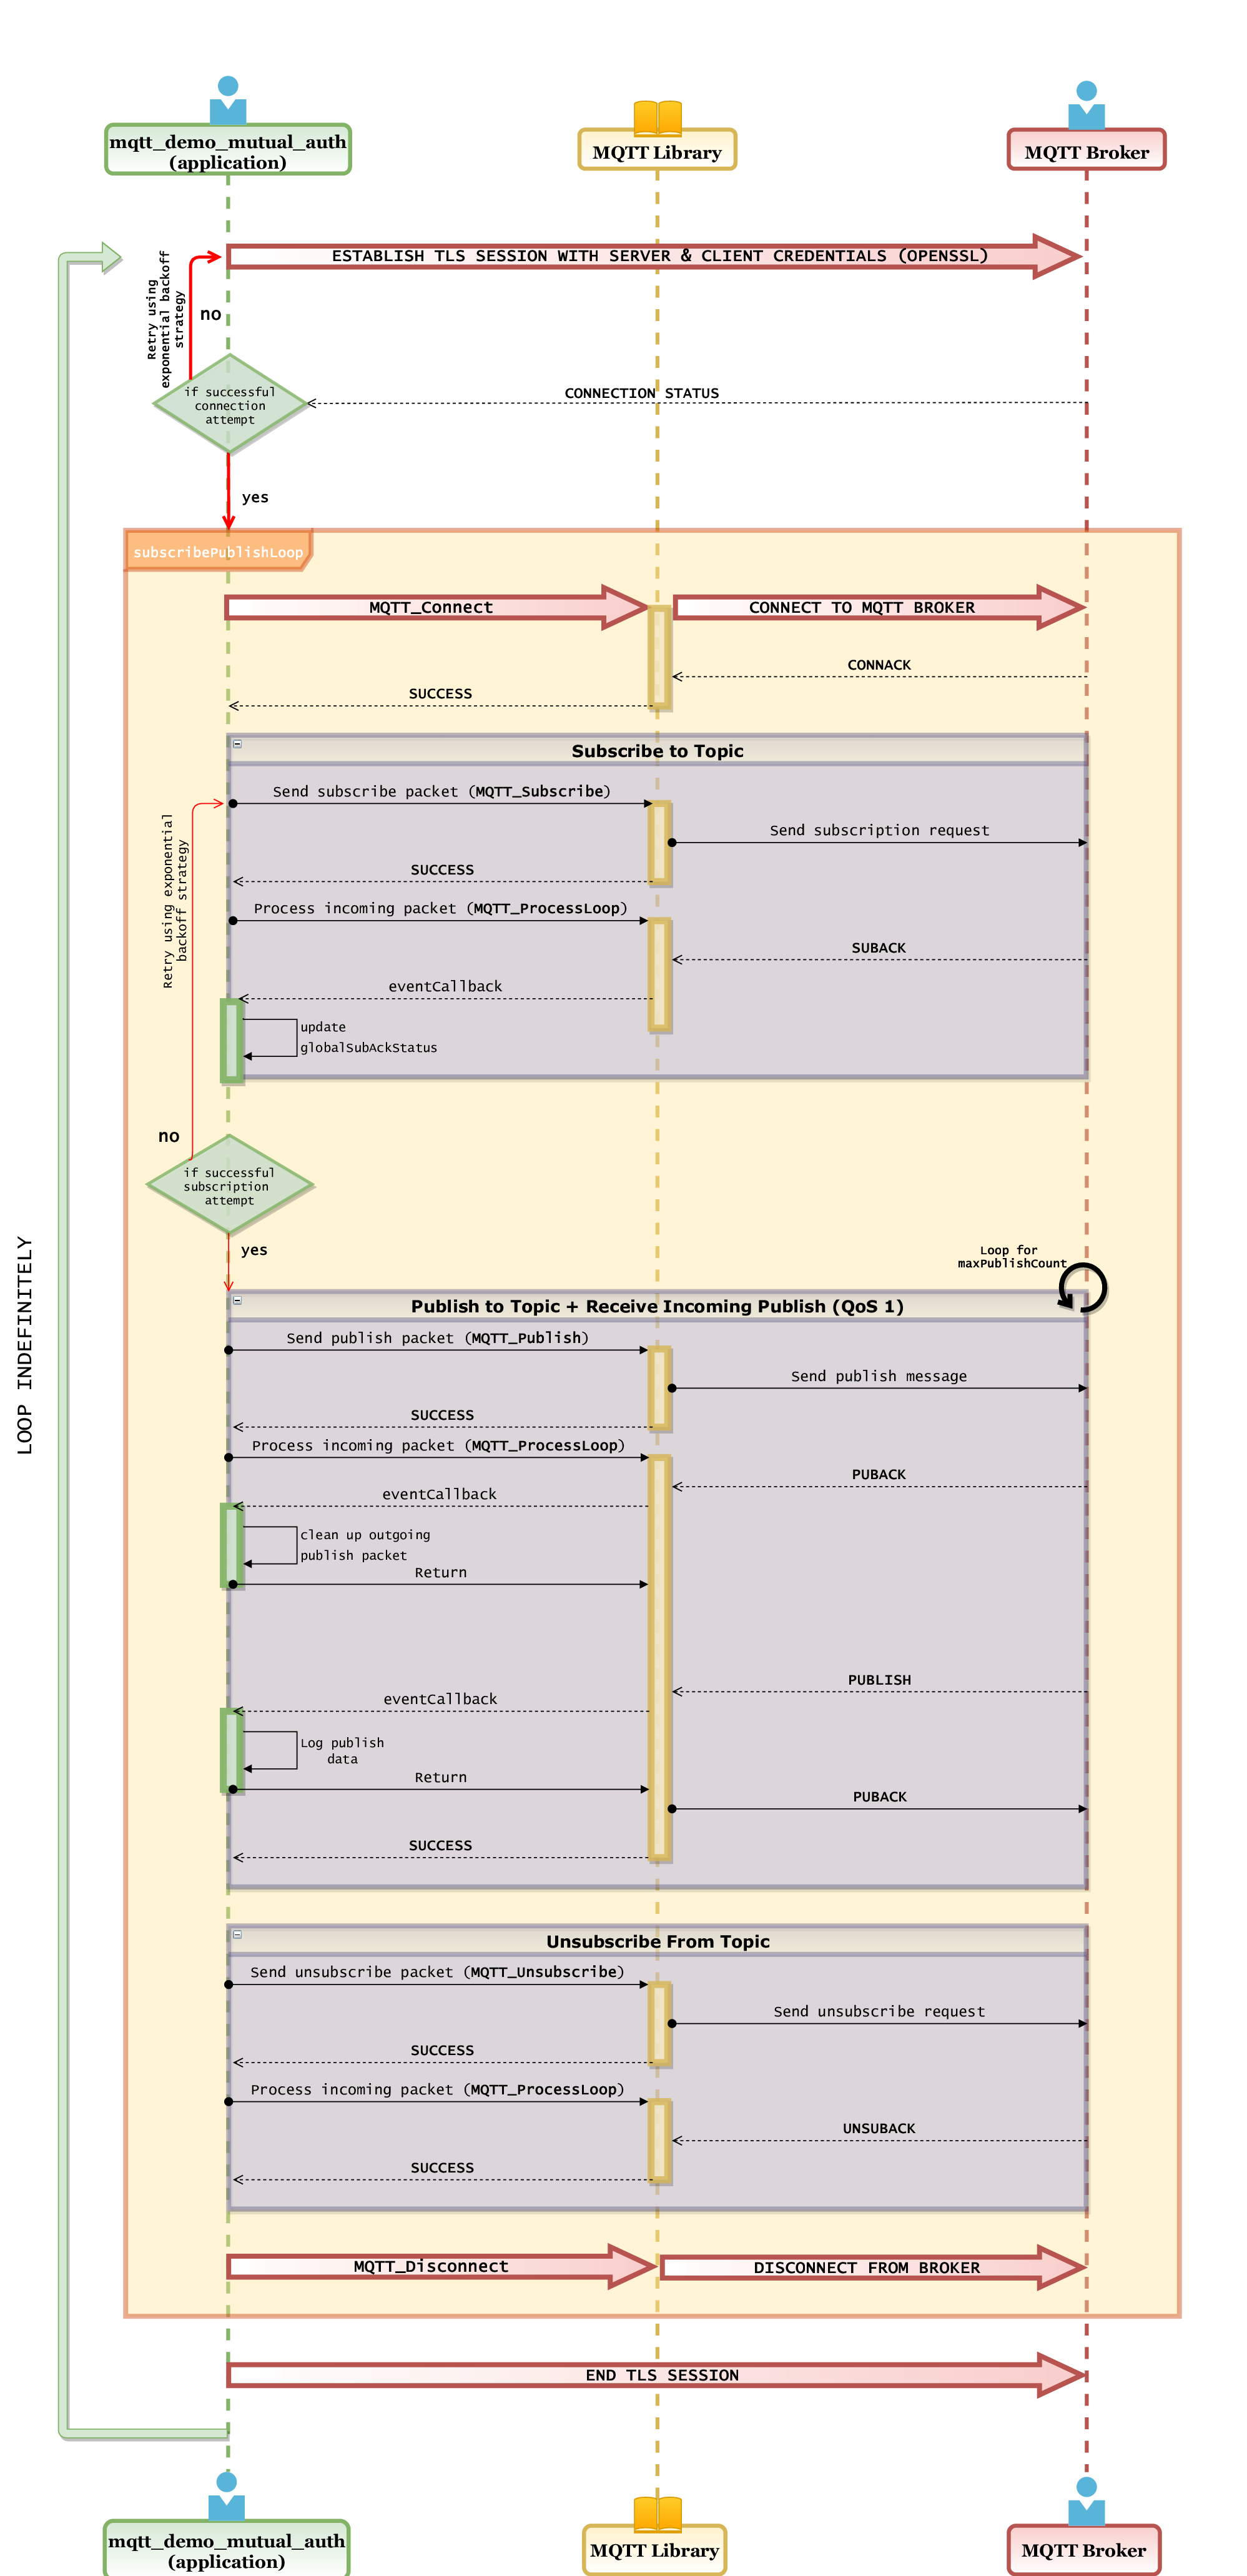 mqtt_demo_mutual_auth
(application)
MQTT Library
MQTT Broker
ESTABLISH TLS SESSION WITH SERVER & CLIENT CREDENTIALS (OPENSSL)
Retry using
exponential backoff
strategy
no
if successful
connection
attempt
CONNECTION STATUS
yes
subscribePublishLoop
MQTT_Connect
CONNECT TO MQTT BROKER
CONNACK
SUCCESS
Subscribe to Topic
Send subscribe packet (MQTT_Subscribe)
Send subscription request
SUCCESS
Retry using exponential
backoff strategy
Process incoming packet (MQTT_ProcessLoop)
SUBACK
eventCallback
update
globalSubAckStatus
no
if successful
subscription
attempt
yes
LOOP INDEFINITELY
Loop for
maxPublishCount
Publish to Topic + Receive Incoming Publish (QoS 1)
Send publish packet (MQTT_Publish)
Send publish message
SUCCESS
Process incoming packet (MQTT_ProcessLoop)
PUBACK
eventCallback
clean up outgoing
publish packet
Return
PUBLISH
eventCallback
Log publish
data
Return
PUBACK
SUCCESS
Unsubscribe From Topic
Send unsubscribe packet (MQTT_Unsubscribe)
Send unsubscribe request
SUCCESS
Process incoming packet (MQTT_ProcessLoop)
UNSUBACK
SUCCESS
MQTT_Disconnect
DISCONNECT FROM BROKER
END TLS SESSION
mqtt_demo_mutual_auth
(application)
MQTT Library
MQTT Broker